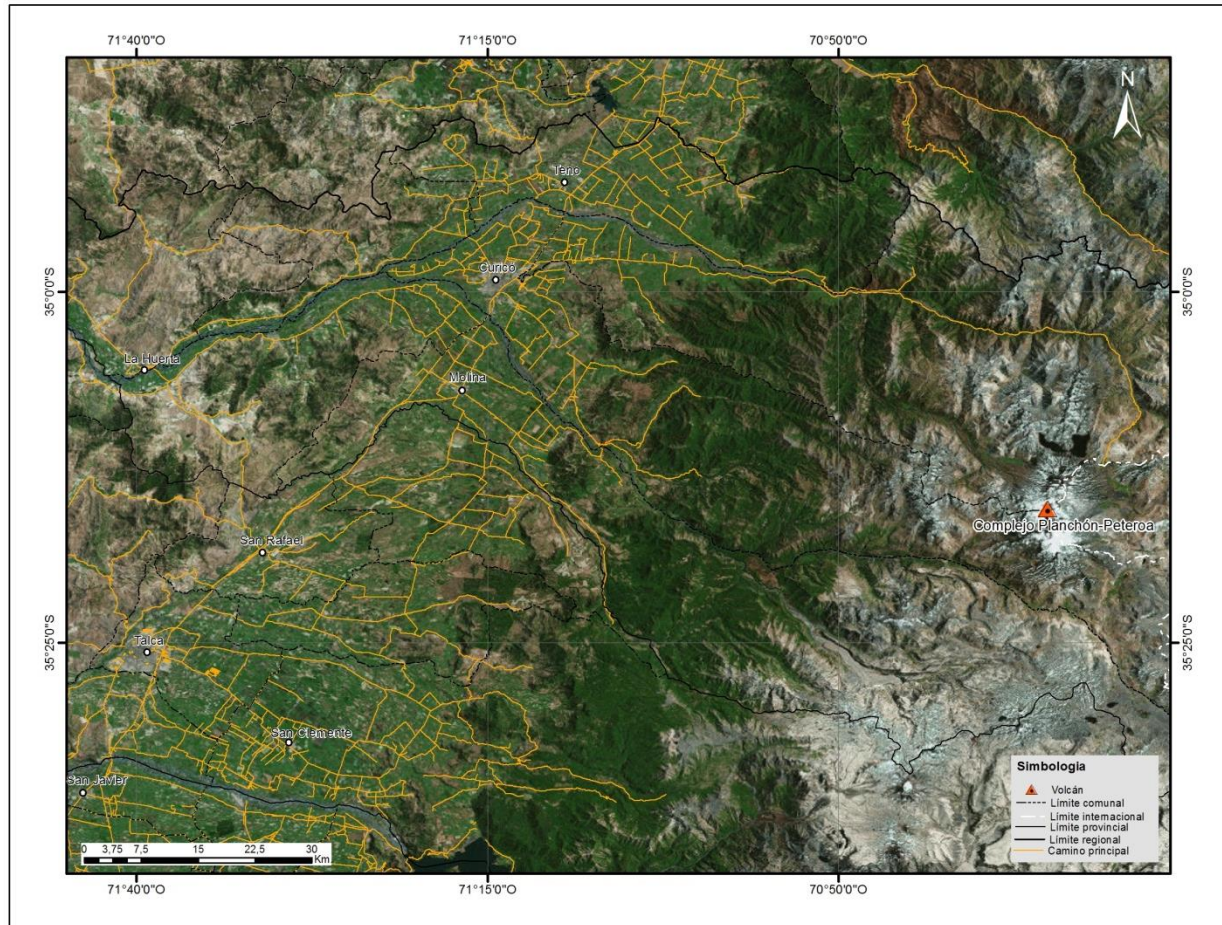 71°40'0"O
71°15'0"O
70°50'0"O
N
Teno
Curicó
35°0'0"S
35°0'0"S
La Huerta
Molina
Complejo Planchón-Peteroa
San Rafael
35°25'0"S
35°25'0"S
Talca
San Clemente
San Javier
Simbología
Volcán
Límite comunal
Límite internacional
Límite provincial
Límite regional
Camino principal
0 3,75 7,5 15 22,5 30
Km
71°40'0"O
71°15'0"O
70°50'0"O